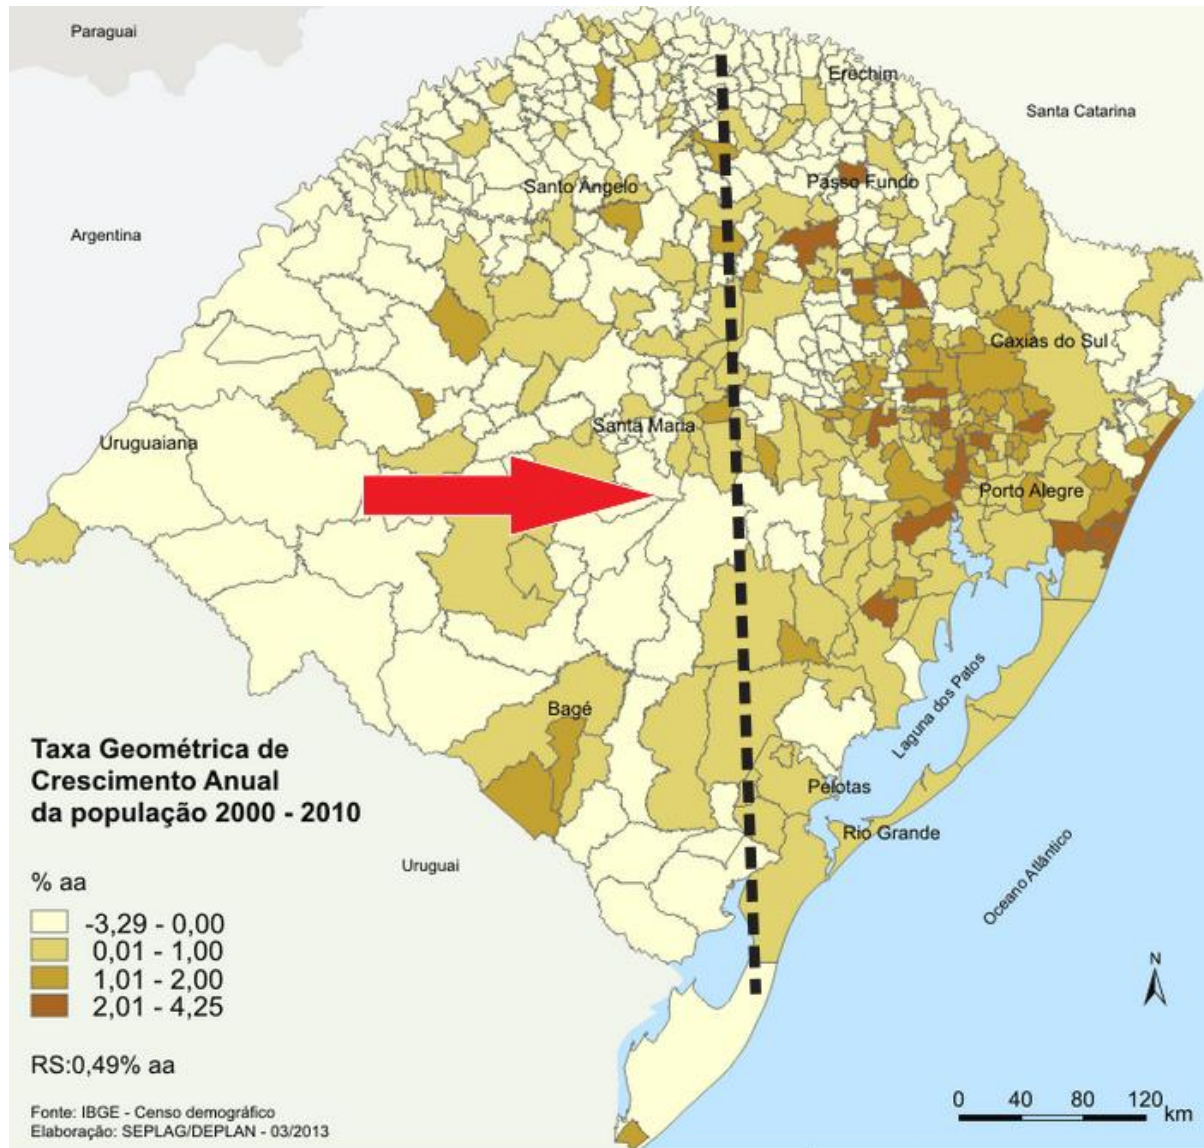 Paraguai
Erechim
Santa Catarina
Santo Ângelo
Passo Fundo
Argentina
Caxias do Sul
Santa Maria
Uruguaiana
Porto Alegre
Laguna dos Patos
Bagé
Taxa Geométrica de
Crescimento Anual
da população 2000 - 2010
Pelotas
Rio Grande
Uruguai
Oceano Atlântico
% aa
-3,29 - 0,00
0,01 - 1,00
1,01 - 2,00
2,01 - 4,25
N
RS:0,49% aa
0 40 80 120 km
Fonte: IBGE - Censo demográfico
Elaboração: SEPLAG/DEPLAN - 03/2013